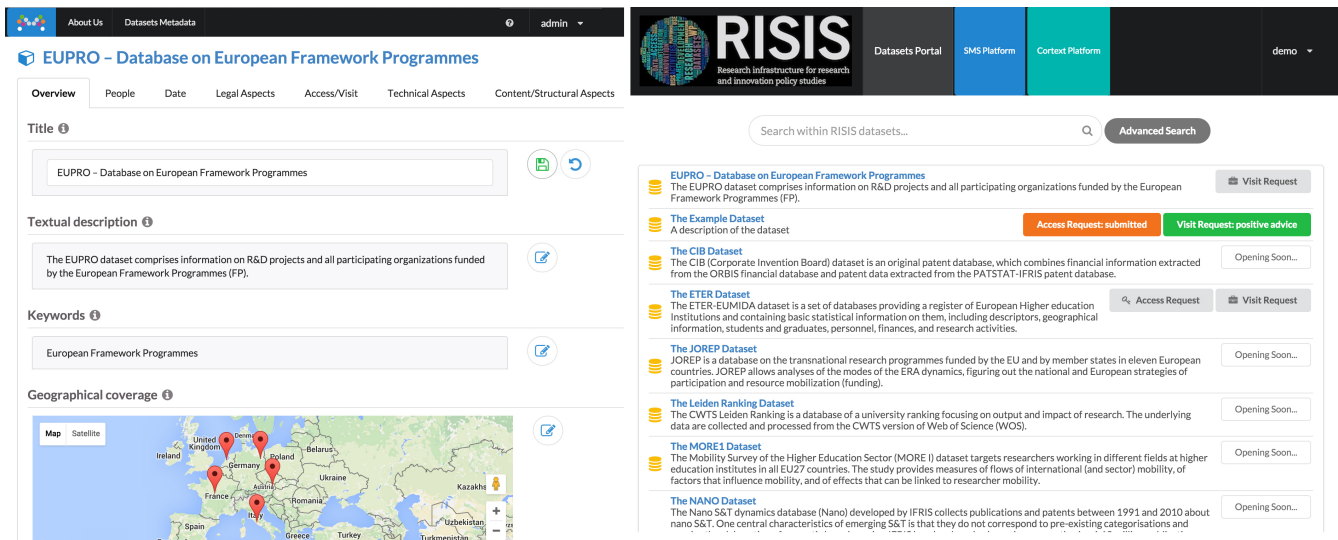 About Us
Datasets Metadata
admin
EUPRO – Database on European Framework Programmes
Overview
People
Date
Legal Aspects
Access/Visit
Technical Aspects
Content/Structural Aspects
Title
EUPRO – Database on European Framework Programmes
Textual description
The EUPRO dataset comprises information on R&D projects and all participating organizations funded
by the European Framework Programmes (FP).
Keywords
European Framework Programmes
Geographical coverage
Map
Satellite
United
Kingdom
Ireland
Belarus
Poland
Germany
Ukraine
Austria
France
Romania
Italy
Spain
Greece
Turkey
Uzbekistan
Turkmenistan
RISIS
Research infrastructure for research
and innovation policy studies
Datasets Portal
SMS Platform
Cortext Platform
demo
Search within RISIS datasets...
Advanced Search
EUPRO – Database on European Framework Programmes
The EUPRO dataset comprises information on R&D projects and all participating organizations funded by the European
Framework Programmes (FP).
Visit Request
The Example Dataset
A description of the dataset
Access Request: submitted
Visit Request: positive advice
The CIB Dataset
The CIB (Corporate Invention Board) dataset is an original patent database, which combines financial information extracted
from the ORBIS financial database and patent data extracted from the PATSTAT-IFRIS patent database.
Opening Soon...
The ETER Dataset
The ETER-EUMIDA dataset is a set of databases providing a register of European Higher education
Institutions and containing basic statistical information on them, including descriptors, geographical
information, students and graduates, personnel, finances, and research activities.
Access Request
Visit Request
The JOREP Dataset
JOREP is a database on the transnational research programmes funded by the EU and by member states in eleven European
countries. JOREP allows analyses of the modes of the ERA dynamics, figuring out the national and European strategies of
participation and resource mobilization (funding).
Opening Soon...
The Leiden Ranking Dataset
The CWTS Leiden Ranking is a database of a university ranking focusing on output and impact of research. The underlying
data are collected and processed from the CWTS version of Web of Science (WOS).
Opening Soon...
The MORE1 Dataset
The Mobility Survey of the Higher Education Sector (MORE I) dataset targets researchers working in different fields at higher
education institutes in all EU27 countries. The study provides measures of flows of international (and sector) mobility, of
factors that influence mobility, and of effects that can be linked to researcher mobility.
Opening Soon...
The NANO Dataset
The Nano S&T dynamics database (Nano) developed by IFRIS collects publications and patents between 1991 and 2010 about
nano S&T. One central characteristics of emerging S&T is that they do not correspond to pre-existing categorisations and
Opening Soon...